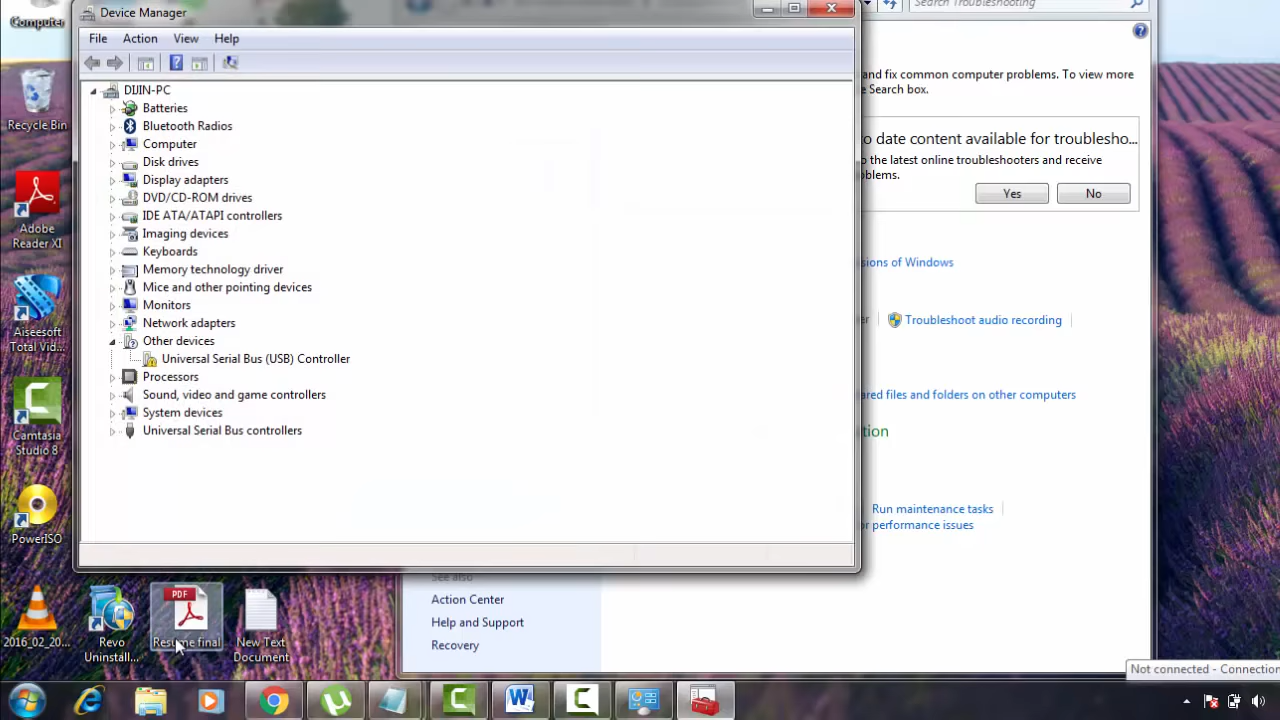 Computer
Recycle Bin
Adobe
Reader XI
Aiseesoft
Total Vid...
Camtasia
Studio 8
PowerISO
2016_02_20...
Revo
Uninstall...
PDF
Resume final
New Text
Document
Device Manager
File Action View Help
DIJIN-PC
Batteries
Bluetooth Radios
Computer
Disk drives
Display adapters
DVD/CD-ROM drives
IDE ATA/ATAPI controllers
Imaging devices
Keyboards
Memory technology driver
Mice and other pointing devices
Monitors
Network adapters
Other devices
Universal Serial Bus (USB) Controller
Processors
Sound, video and game controllers
System devices
Universal Serial Bus controllers
Search Troubleshooting
and fix common computer problems. To view more
e Search box.
to date content available for troublesho...
o the latest online troubleshooters and receive
oblems.
Yes No
sions of Windows
er Troubleshoot audio recording
ared files and folders on other computers
tion
Run maintenance tasks
or performance issues
See also
Action Center
Help and Support
Recovery
Not connected - Connection